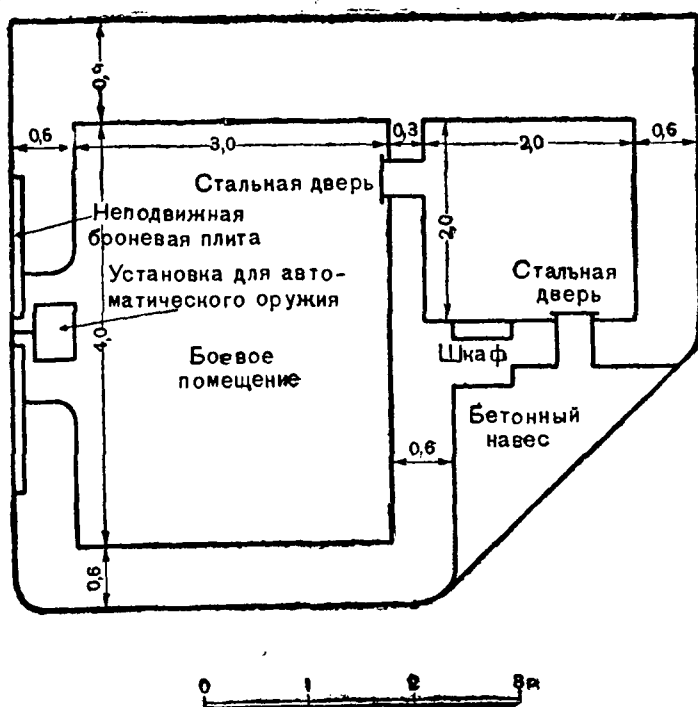 0,9
0,6
3,0
0,3
2,0
0,6
Стальная дверь
2,0
Неподвижная
броневая плита
Стальная
дверь
Установка для авто-
матического оружия
4,0
Шкаф
Боевое
помещение
Бетонный
навес
0,6
0,6
0 1 2